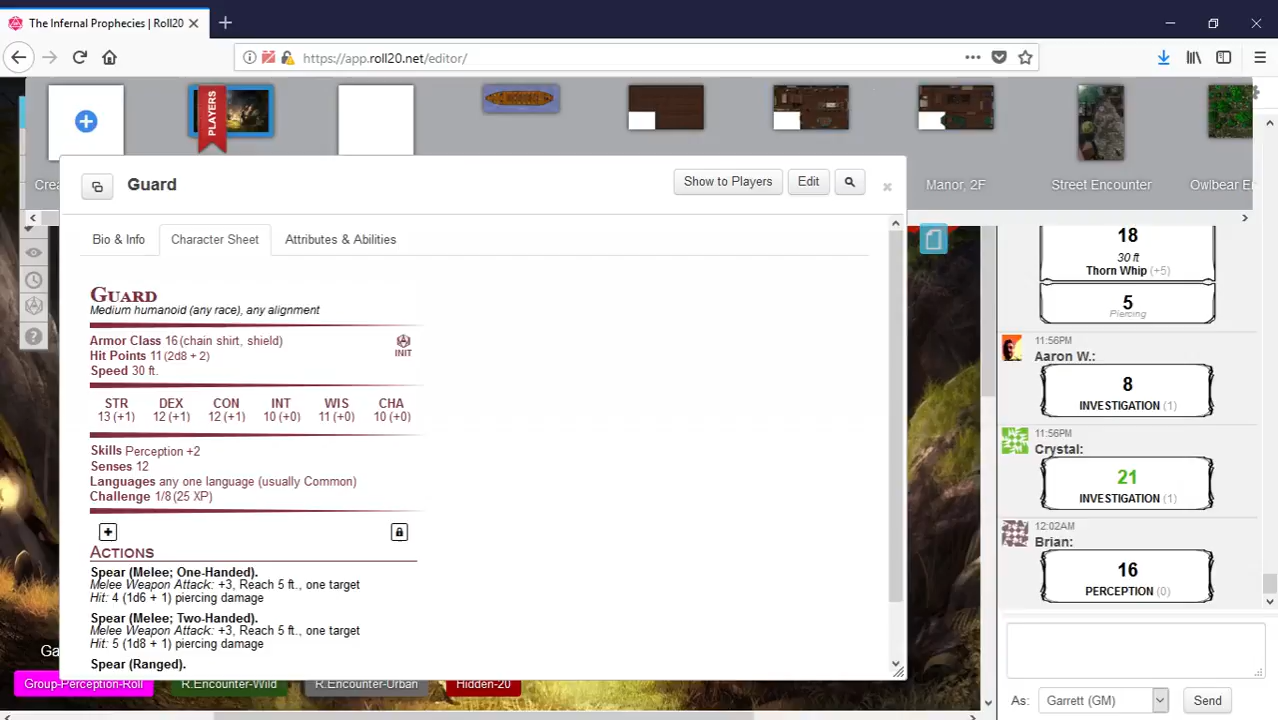 The Infernal Prophecies | Roll20
https://app.roll20.net/editor/
PLAYERS
Crea
Manor, 2F
Street Encounter
Owlbear En
Guard
Show to Players
Edit
Bio & Info
Character Sheet
Attributes & Abilities
GUARD
Medium humanoid (any race), any alignment
Armor Class 16 (chain shirt, shield)
Hit Points 11 (2d8 + 2)
Speed 30 ft.
INIT
STR DEX CON INT WIS CHA
13 (+1) 12 (+1) 12 (+1) 10 (+0) 11 (+0) 10 (+0)
Skills Perception +2
Senses 12
Languages any one language (usually Common)
Challenge 1/8 (25 XP)
ACTIONS
Spear (Melee; One-Handed).
Melee Weapon Attack: +3, Reach 5 ft., one target
Hit: 4 (1d6 + 1) piercing damage
Spear (Melee; Two-Handed).
Melee Weapon Attack: +3, Reach 5 ft., one target
Hit: 5 (1d8 + 1) piercing damage
Spear (Ranged).
Ga
Group-Perception-Roll
R.Encounter-Wild
R.Encounter-Urban
Hidden-20
18
30 ft
Thorn Whip (+5)
5
Piercing
11:56PM
Aaron W.:
8
INVESTIGATION (1)
11:56PM
Crystal:
21
INVESTIGATION (1)
12:02AM
Brian:
16
PERCEPTION (0)
As:
Garrett (GM)
Send